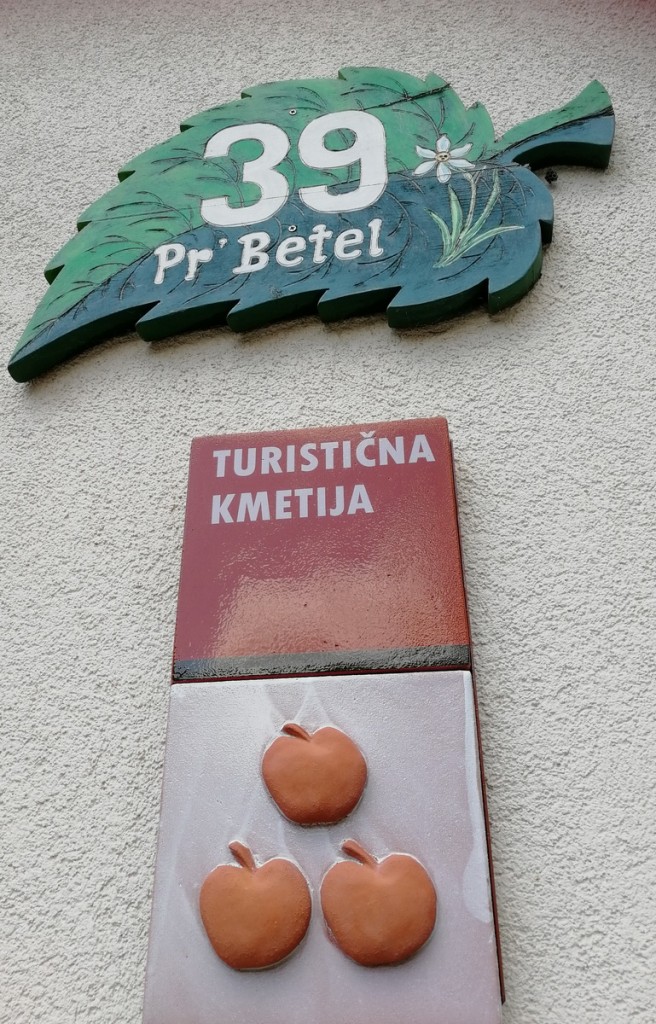 39
Pr' Betel
TURISTIČNA
KMETIJA